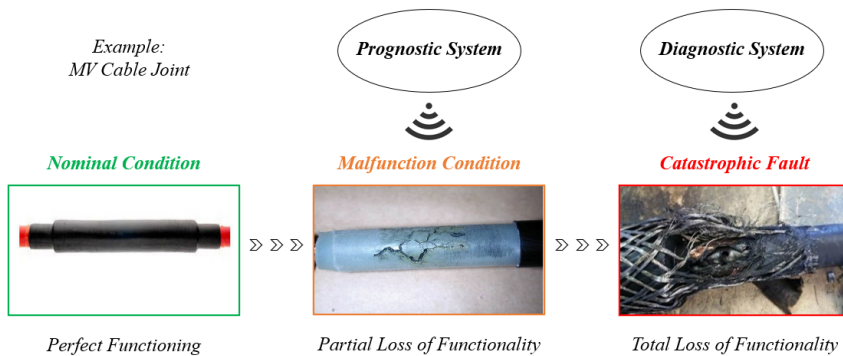 Example:
MV Cable Joint
Prognostic System
Diagnostic System
Nominal Condition
Malfunction Condition
Catastrophic Fault
Perfect Functioning
Partial Loss of Functionality
Total Loss of Functionality